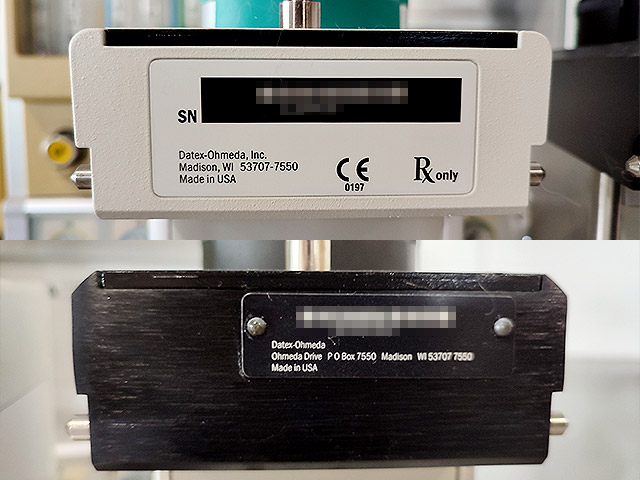 SN
Datex-Ohmeda, Inc.
Madison, WI 53707-7550
Made in USA
CE
0197
Rx only
Datex-Ohmeda
Ohmeda Drive P O Box 7550 Madison WI 53707 7550
Made in USA